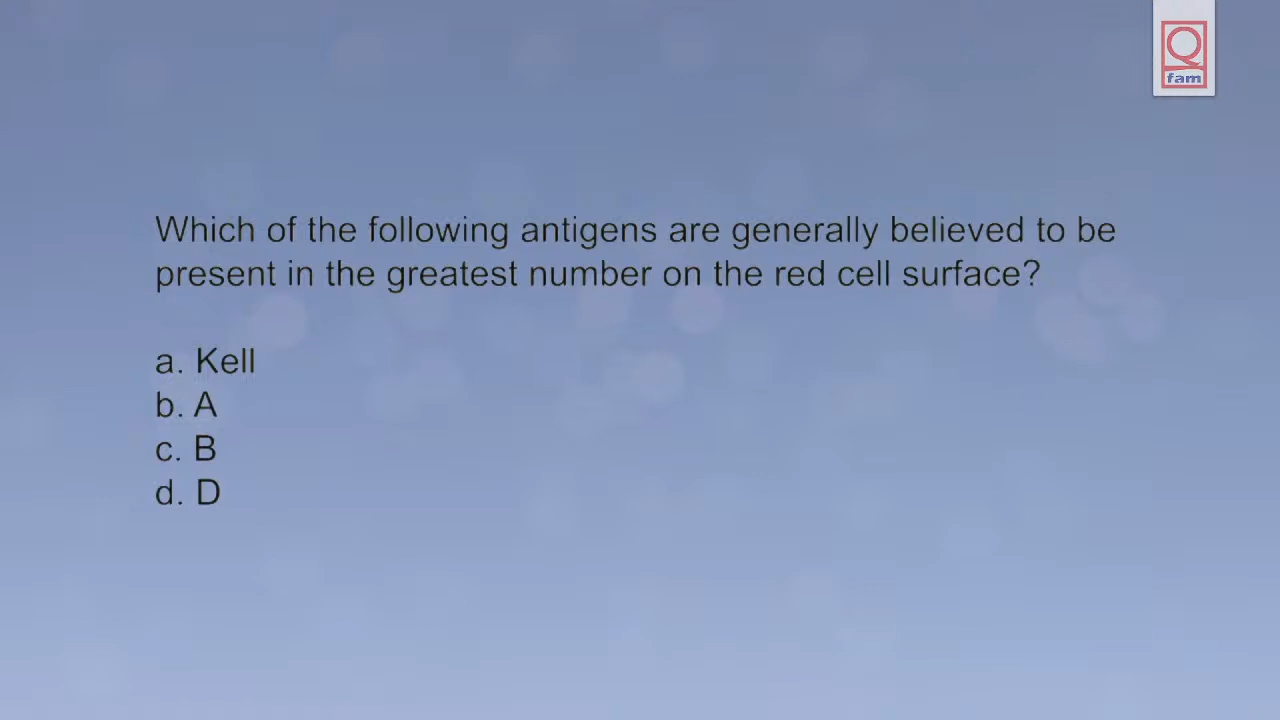 Q
fam
Which of the following antigens are generally believed to be
present in the greatest number on the red cell surface?
a. Kell
b. A
c. B
d. D